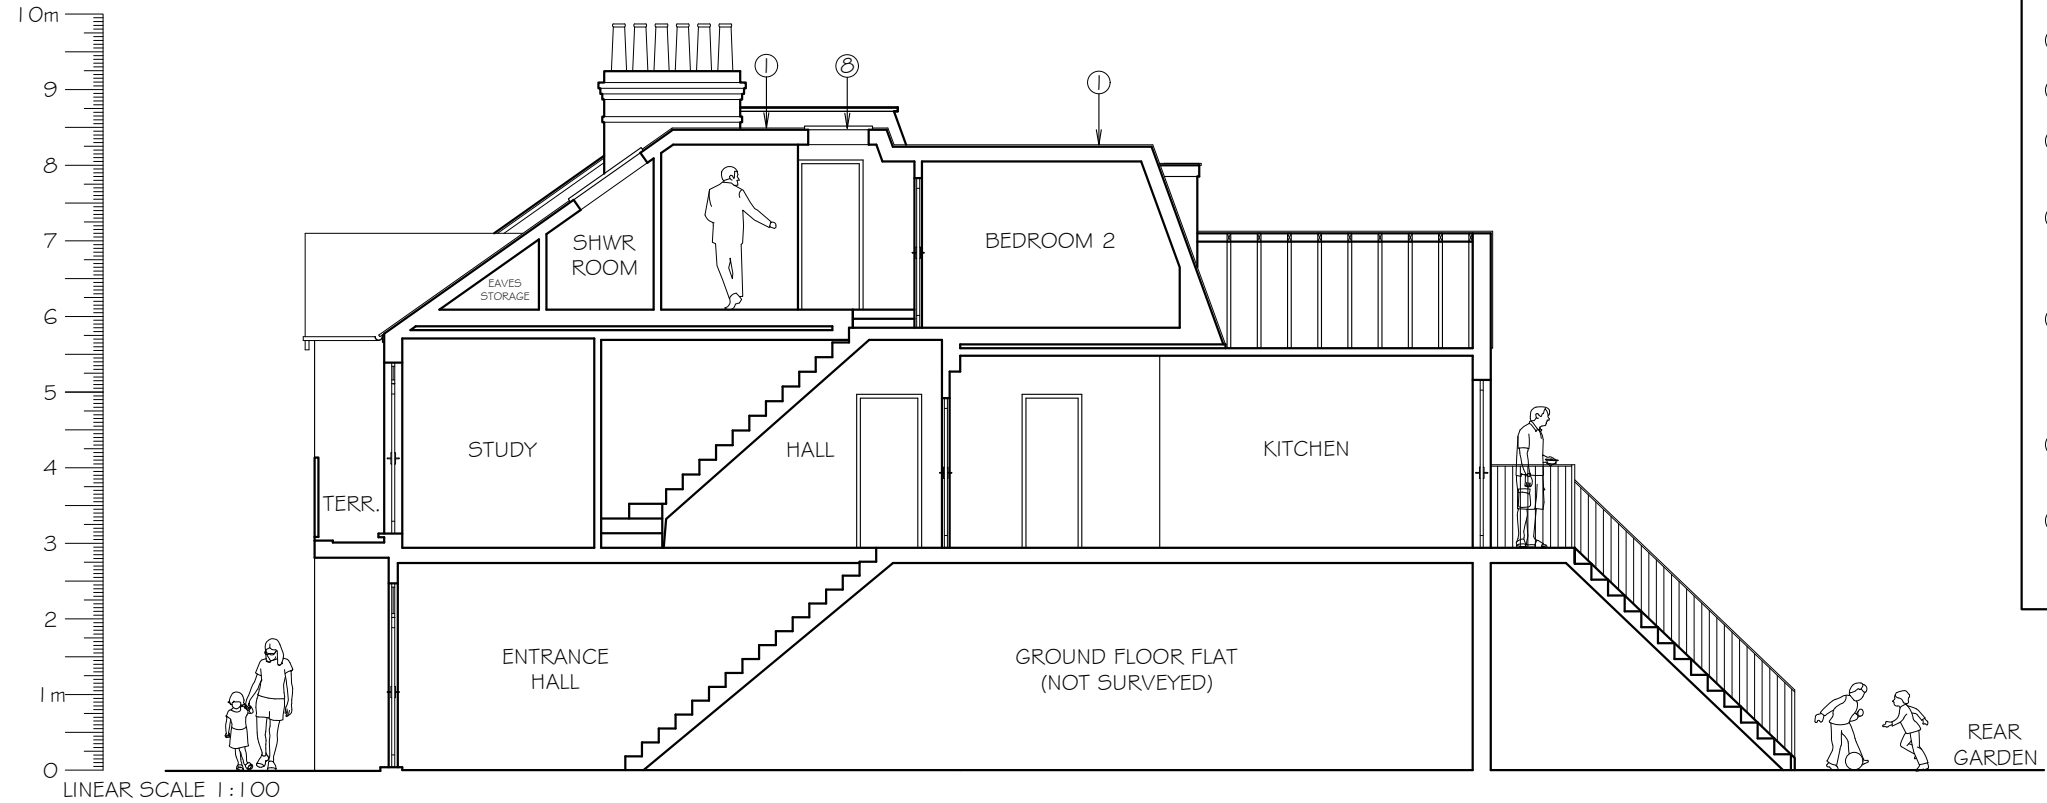 10m
9
8
7
6
5
4
3
2
1m
0
LINEAR SCALE 1:100
1
8
1
SHWR
ROOM
EAVES
STORAGE
BEDROOM 2
STUDY
HALL
KITCHEN
TERR.
ENTRANCE
HALL
GROUND FLOOR FLAT
(NOT SURVEYED)
REAR
GARDEN